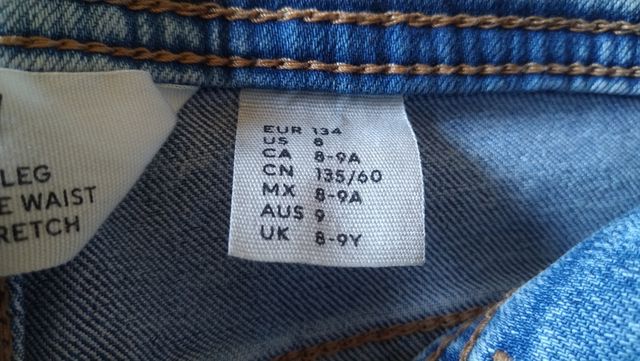 LEG
E WAIST
RETCH
EUR 134
US 8
CA 8-9A
CN 135/60
MX 8-9A
AUS 9
UK 8-9Y